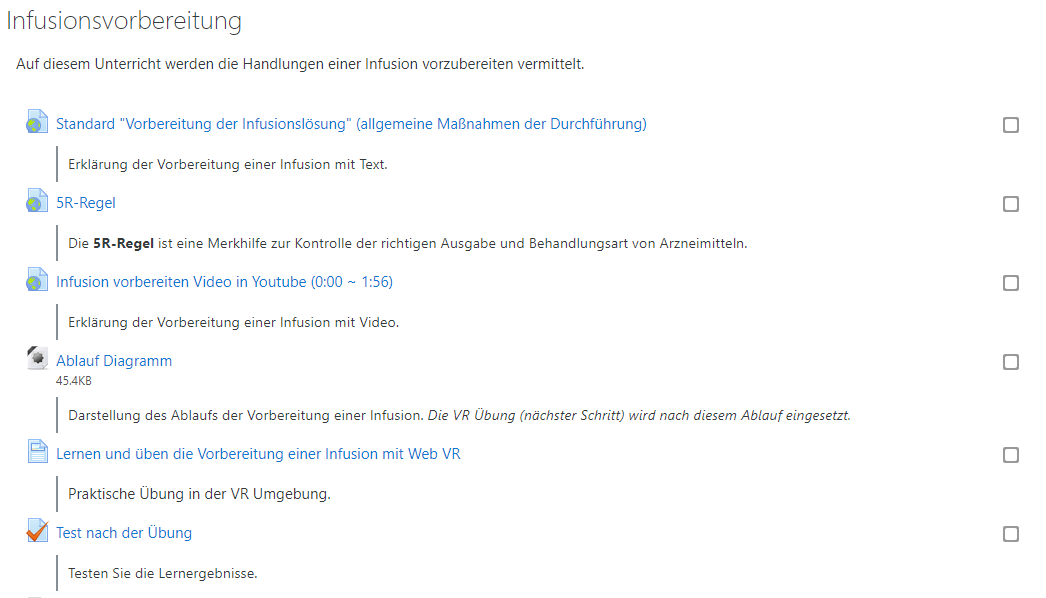 Infusionsvorbereitung
Auf diesem Unterricht werden die Handlungen einer Infusion vorzubereiten vermittelt.
Standard "Vorbereitung der Infusionslösung" (allgemeine Maßnahmen der Durchführung)
Erklärung der Vorbereitung einer Infusion mit Text.
5R-Regel
Die 5R-Regel ist eine Merkhilfe zur Kontrolle der richtigen Ausgabe und Behandlungsart von Arzneimitteln.
Infusion vorbereiten Video in Youtube (0:00 ~ 1:56)
Erklärung der Vorbereitung einer Infusion mit Video.
Ablauf Diagramm
45.4KB
Darstellung des Ablaufs der Vorbereitung einer Infusion. Die VR Übung (nächster Schritt) wird nach diesem Ablauf eingesetzt.
Lernen und üben die Vorbereitung einer Infusion mit Web VR
Praktische Übung in der VR Umgebung.
Test nach der Übung
Testen Sie die Lernergebnisse.